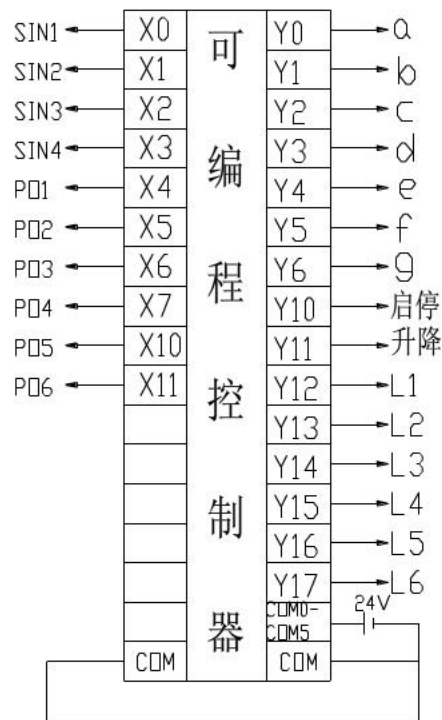 SIN1 X0 Y0 a
SIN2 X1 Y1 b
SIN3 X2 Y2 c
SIN4 X3 Y3 d
PO1 X4 Y4 e
PO2 X5 Y5 f
PO3 X6 Y6 g
PO4 X7 Y10 启停
PO5 X10 Y11 升降
PO6 X11 Y12 L1
Y13 L2
Y14 L3
Y15 L4
Y16 L5
Y17 L6
COM0-
COM5
24V
COM COM
可编程控制器